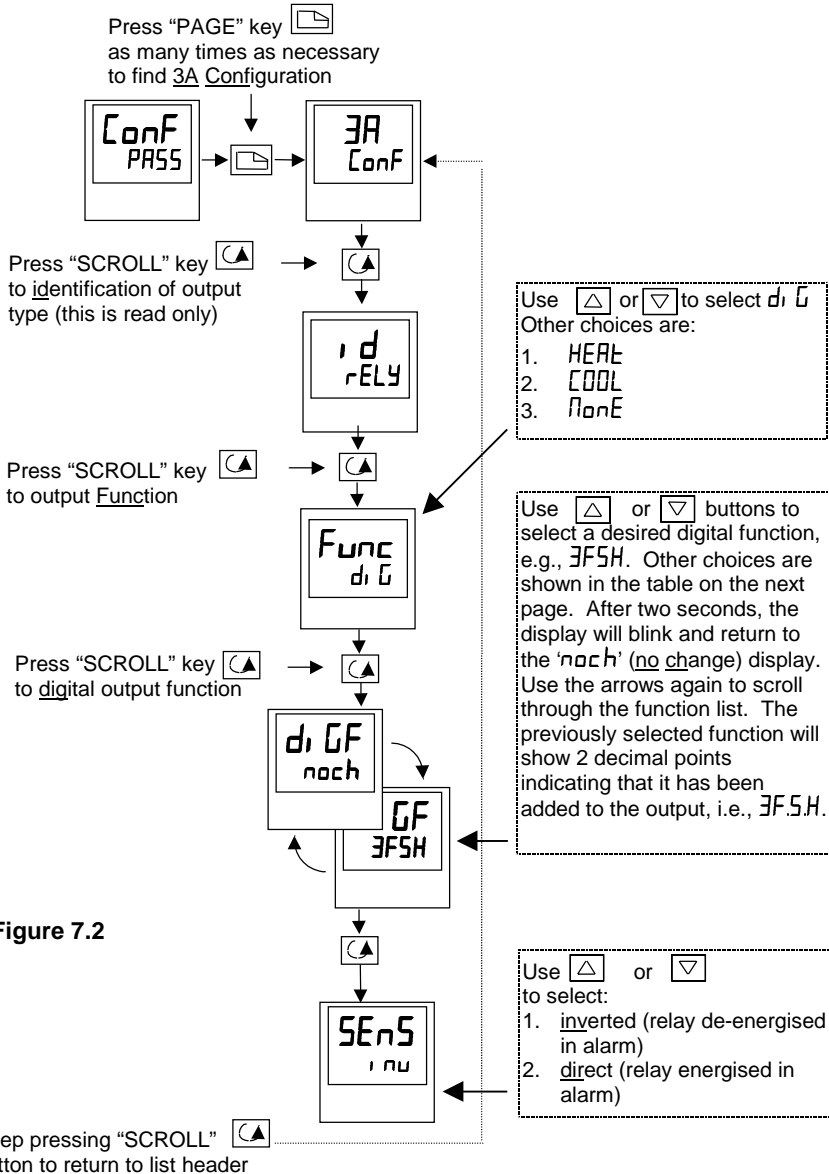 Press “PAGE” key
as many times as necessary
to find 3A Configuration
ConF
PASS
3A
ConF
Press “SCROLL” key
to identification of output
type (this is read only)
id
rELY
Use or to select diG
Other choices are:
1. HEAt
2. COOL
3. nonE
Press “SCROLL” key
to output Function
Func
diG
Use or buttons to
select a desired digital function,
e.g., 3FSH. Other choices are
shown in the table on the next
page. After two seconds, the
display will blink and return to
the ‘noch’ (no change) display.
Use the arrows again to scroll
through the function list. The
previously selected function will
show 2 decimal points
indicating that it has been
added to the output, i.e., 3F.S.H.
Press “SCROLL” key
to digital output function
diGF
noch
GF
3FSH
Figure 7.2
SEnS
inv
Use or
to select:
1. inverted (relay de-energised
in alarm)
2. direct (relay energised in
alarm)
ep pressing “SCROLL”
tton to return to list header